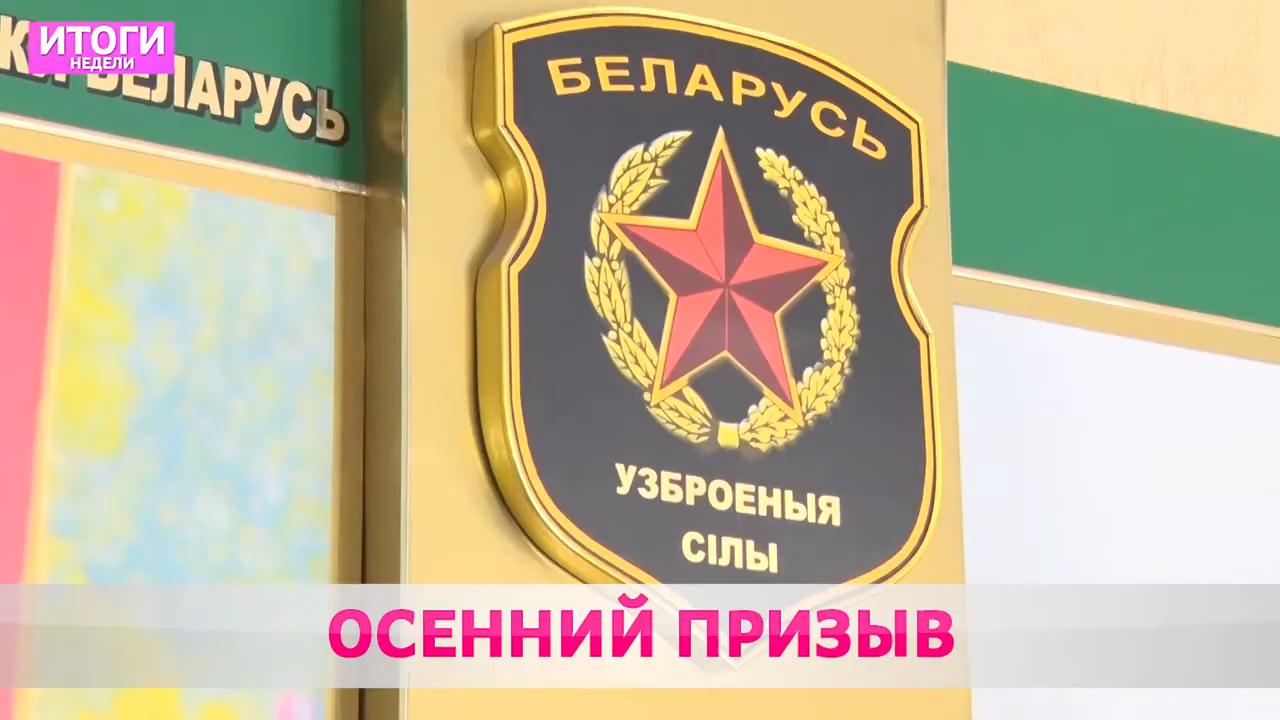 ИТОГИ
НЕДЕЛИ
БЕЛАРУСЬ
БЕЛАРУСЬ
УЗБРОЕНЫЯ
СІЛЫ
ОСЕННИЙ ПРИЗЫВ